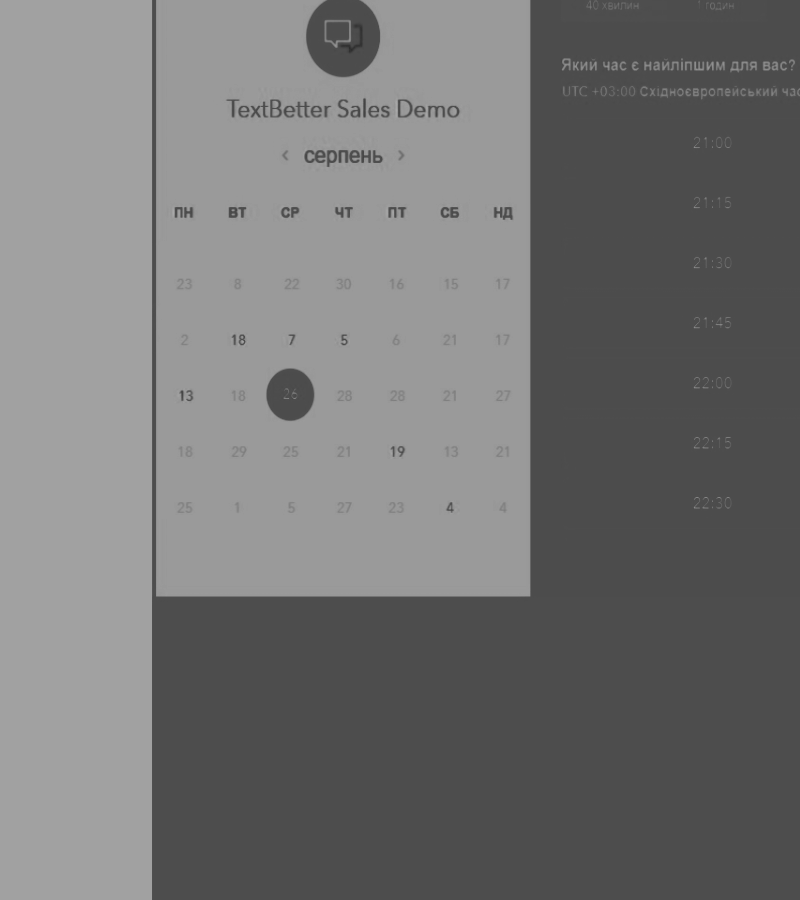 TextBetter Sales Demo
‹ серпень ›
ПН ВТ СР ЧТ ПТ СБ НД
23 8 22 30 16 15 17
2 18 7 5 6 21 17
13 18 26 28 28 21 27
18 29 25 21 19 13 21
25 1 5 27 23 4 4
40 хвилин 1 годин
Який час є найліпшим для вас?
UTC +03:00 Східноєвропейський час
21:00
21:15
21:30
21:45
22:00
22:15
22:30